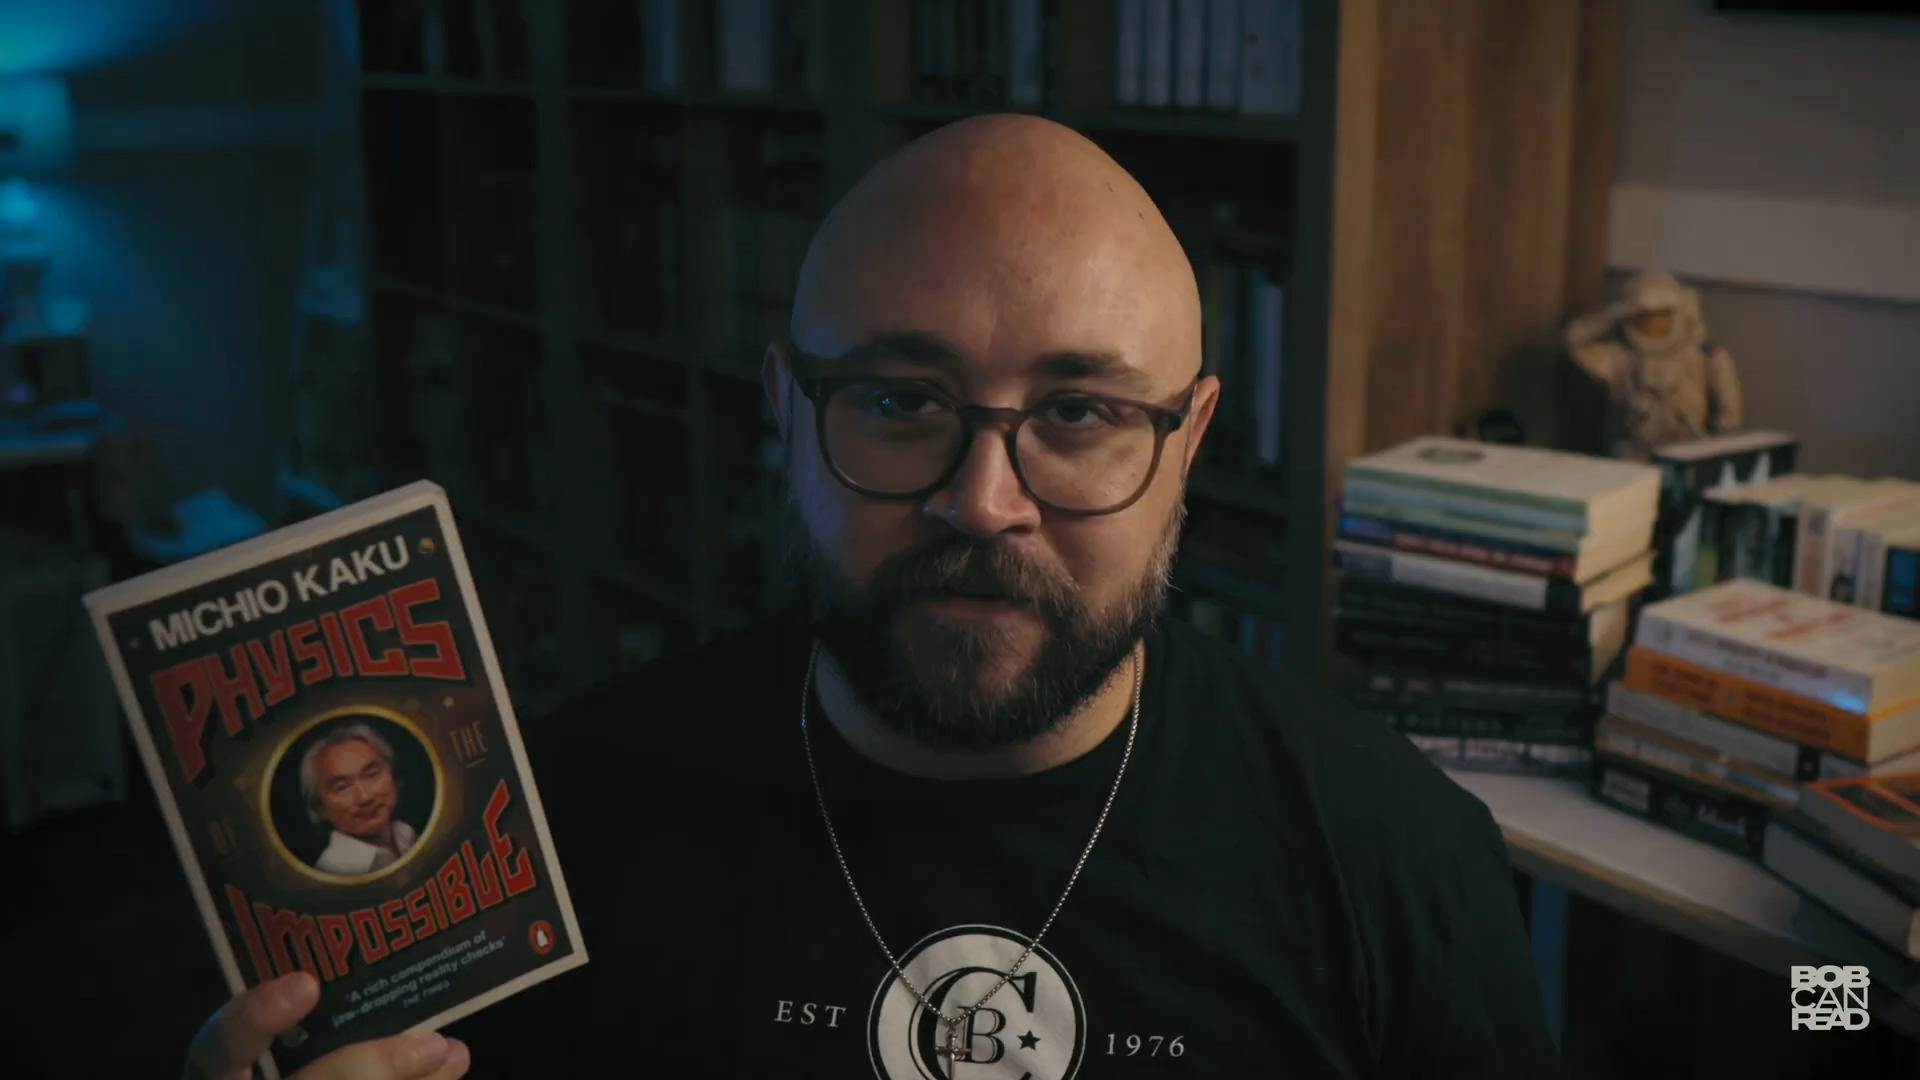 MICHIO KAKU
PHYSICS
OF THE
IMPOSSIBLE
'A rich compendium of
jaw-dropping reality checks'
THE TIMES
EST
CB
1976
BOB
CAN
READ